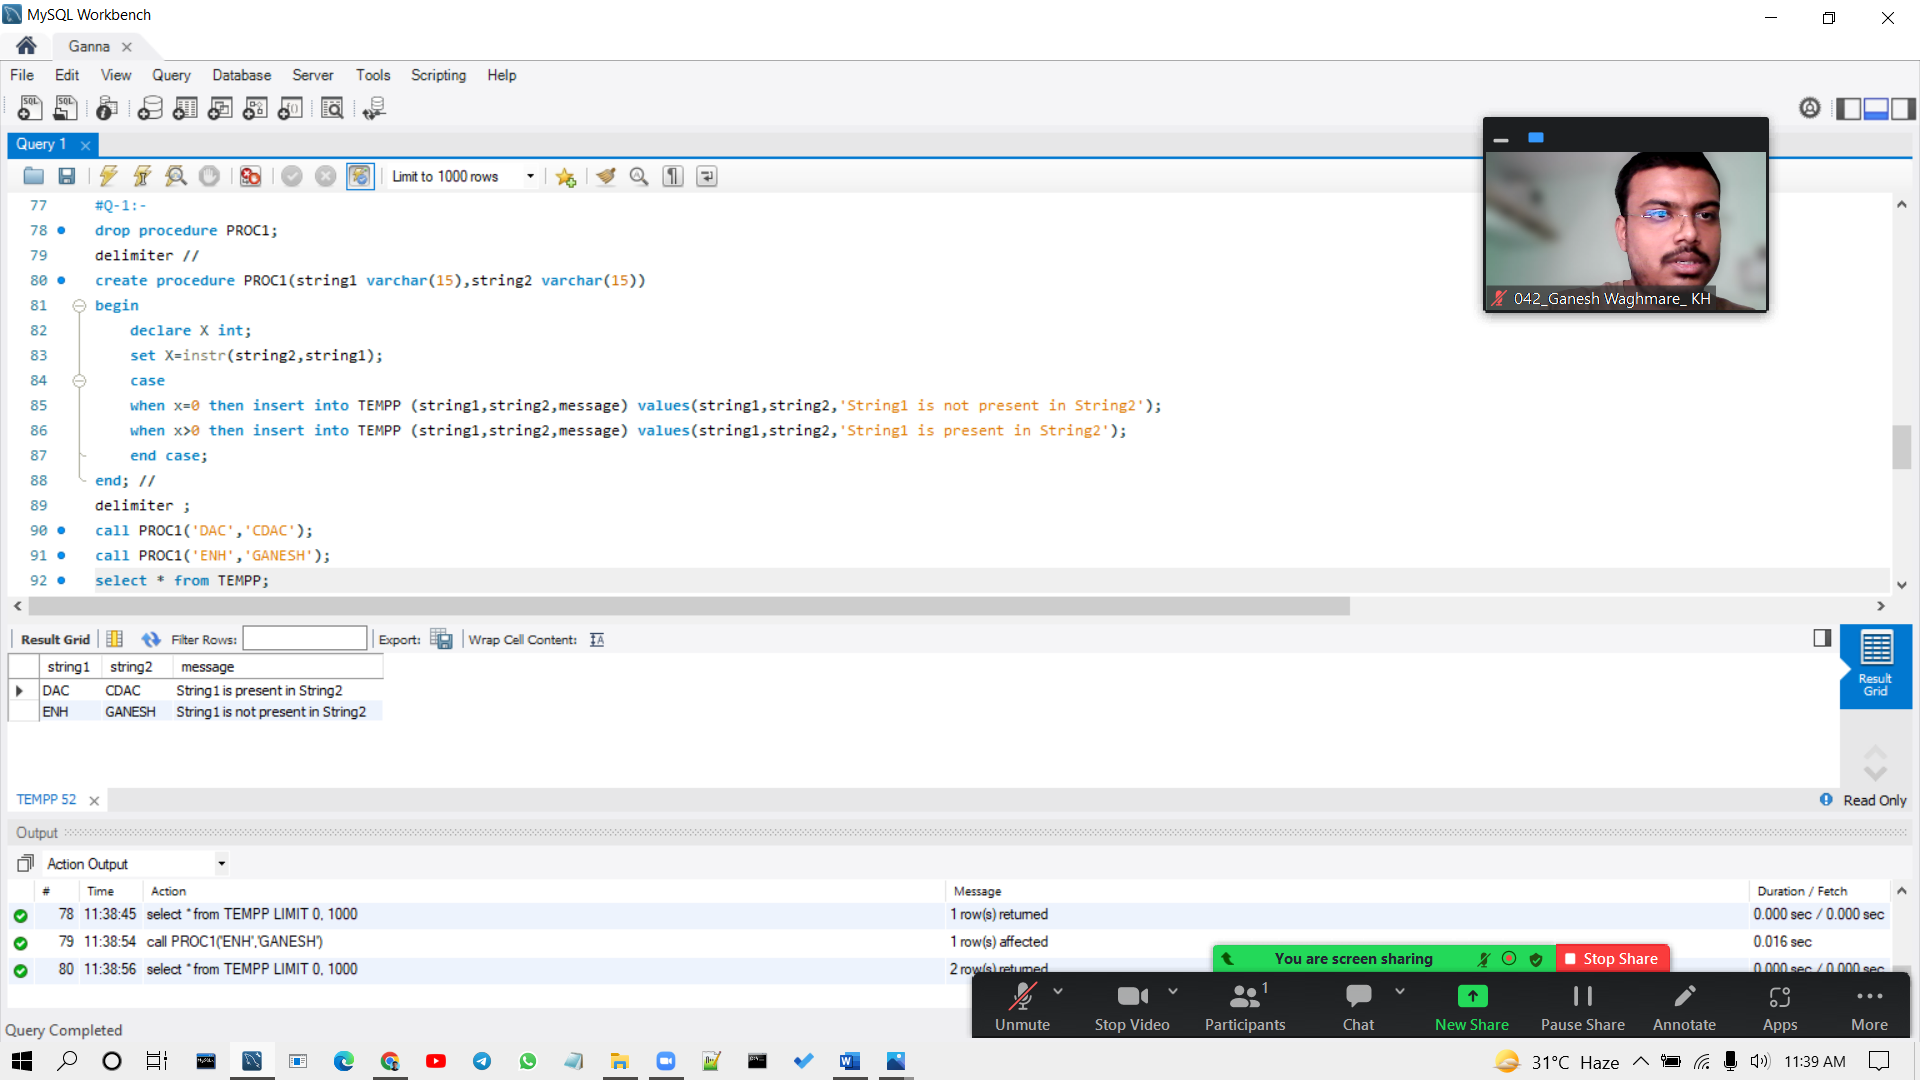 MySQL Workbench
Ganna
File Edit View Query Database Server Tools Scripting Help
Query 1
Limit to 1000 rows
77 #Q-1:-
78 drop procedure PROC1;
79 delimiter //
80 create procedure PROC1(string1 varchar(15),string2 varchar(15))
81 begin
82 declare X int;
83 set X=instr(string2,string1);
84 case
85 when x=0 then insert into TEMPP (string1,string2,message) values(string1,string2,'String1 is not present in String2');
86 when x>0 then insert into TEMPP (string1,string2,message) values(string1,string2,'String1 is present in String2');
87 end case;
88 end; //
89 delimiter ;
90 call PROC1('DAC','CDAC');
91 call PROC1('ENH','GANESH');
92 select * from TEMPP;
042_Ganesh Waghmare_ KH
Result Grid Filter Rows: Export: Wrap Cell Content:
string1 string2 message
DAC CDAC String1 is present in String2
ENH GANESH String1 is not present in String2
Result
Grid
TEMPP 52
Read Only
Output
Action Output
# Time Action Message Duration / Fetch
78 11:38:45 select * from TEMPP LIMIT 0, 1000 1 row(s) returned 0.000 sec / 0.000 sec
79 11:38:54 call PROC1('ENH','GANESH') 1 row(s) affected 0.016 sec
80 11:38:56 select * from TEMPP LIMIT 0, 1000 2 row(s) returned 0.000 sec / 0.000 sec
You are screen sharing Stop Share
1
Unmute Stop Video Participants Chat New Share Pause Share Annotate Apps More
Query Completed
31°C Haze 11:39 AM